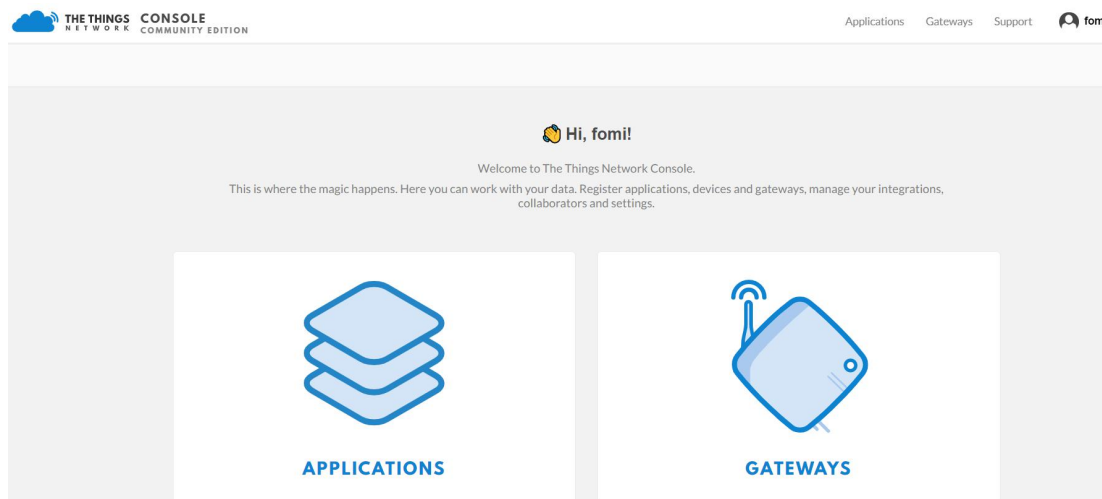 THE THINGS
NETWORK
CONSOLE
COMMUNITY EDITION
Applications Gateways Support fom
Hi, fomi!
Welcome to The Things Network Console.
This is where the magic happens. Here you can work with your data. Register applications, devices and gateways, manage your integrations,
collaborators and settings.
APPLICATIONS
GATEWAYS